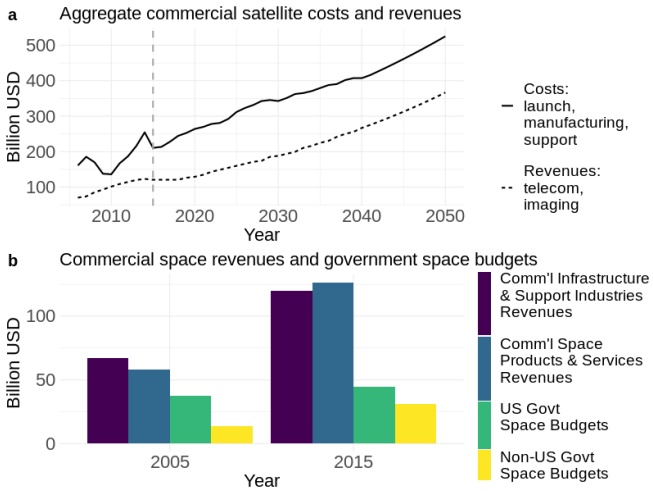 a
Aggregate commercial satellite costs and revenues
500
400
300
200
100
Billion USD
2010
2020
2030
2040
2050
Year
Costs:
launch,
manufacturing,
support
Revenues:
telecom,
imaging
b
Commercial space revenues and government space budgets
100
50
0
Billion USD
2005
2015
Year
Comm'l Infrastructure
& Support Industries
Revenues
Comm'l Space
Products & Services
Revenues
US Govt
Space Budgets
Non-US Govt
Space Budgets